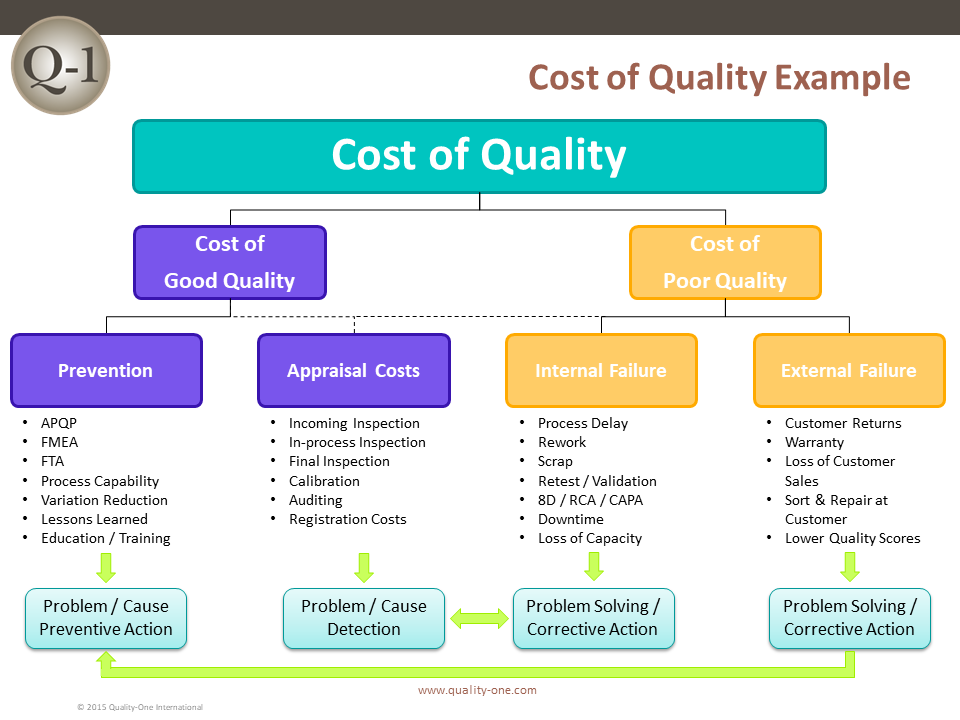 Q-1
Cost of Quality Example
Cost of Quality
Cost of
Good Quality
Cost of
Poor Quality
Prevention
Appraisal Costs
Internal Failure
External Failure
• APQP
• FMEA
• FTA
• Process Capability
• Variation Reduction
• Lessons Learned
• Education / Training
• Incoming Inspection
• In-process Inspection
• Final Inspection
• Calibration
• Auditing
• Registration Costs
• Process Delay
• Rework
• Scrap
• Retest / Validation
• 8D / RCA / CAPA
• Downtime
• Loss of Capacity
• Customer Returns
• Warranty
• Loss of Customer
Sales
• Sort & Repair at
Customer
• Lower Quality Scores
Problem / Cause
Preventive Action
Problem / Cause
Detection
Problem Solving /
Corrective Action
Problem Solving /
Corrective Action
www.quality-one.com
© 2015 Quality-One International